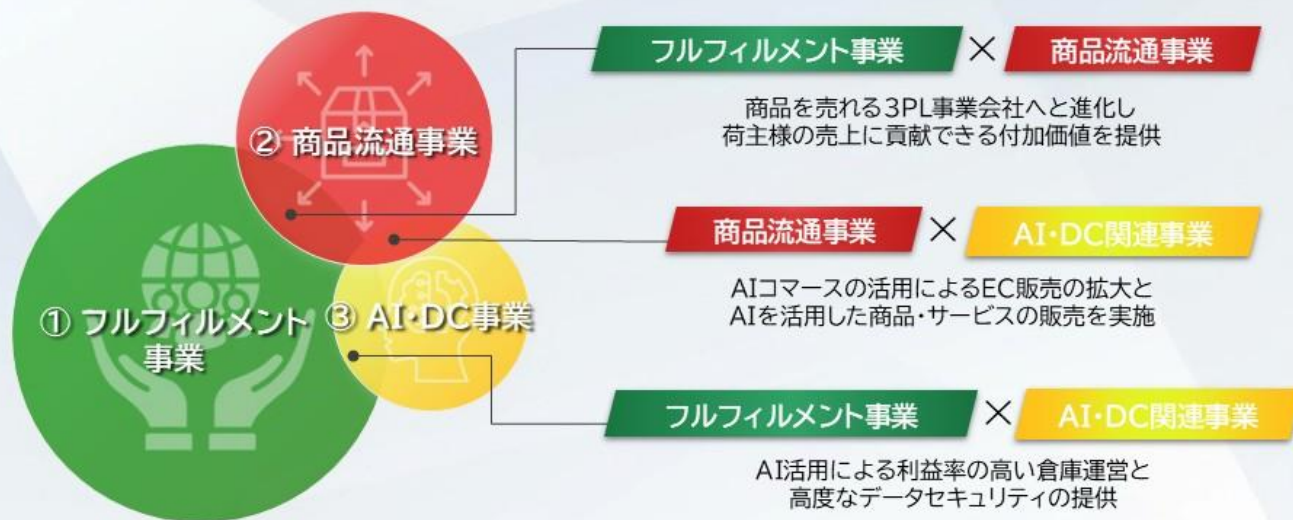 ② 商品流通事業
① フルフィルメント
事業
③ AI・DC事業
フルフィルメント事業 × 商品流通事業
商品を売れる3PL事業会社へと進化し
荷主様の売上に貢献できる付加価値を提供
商品流通事業 × AI・DC関連事業
AIコマースの活用によるEC販売の拡大と
AIを活用した商品・サービスの販売を実施
フルフィルメント事業 × AI・DC関連事業
AI活用による利益率の高い倉庫運営と
高度なデータセキュリティの提供